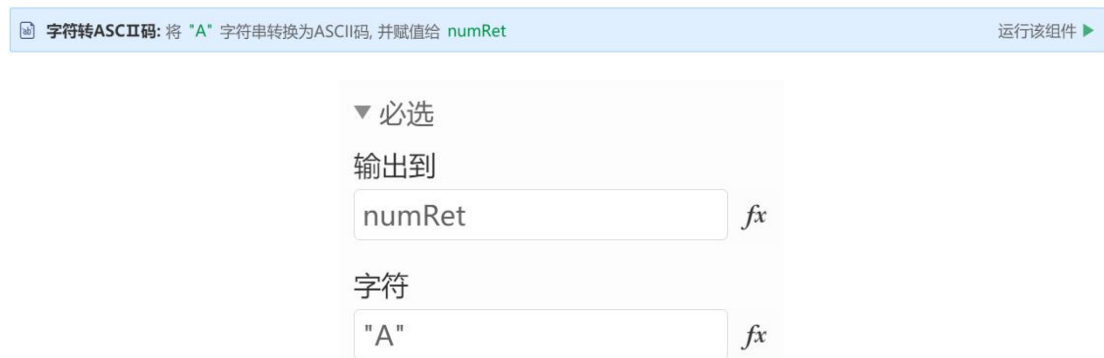 字符转ASCII码: 将 "A" 字符串转换为ASCII码, 并赋值给 numRet 运行该组件
必选
输出到
numRet fx
字符
"A" fx